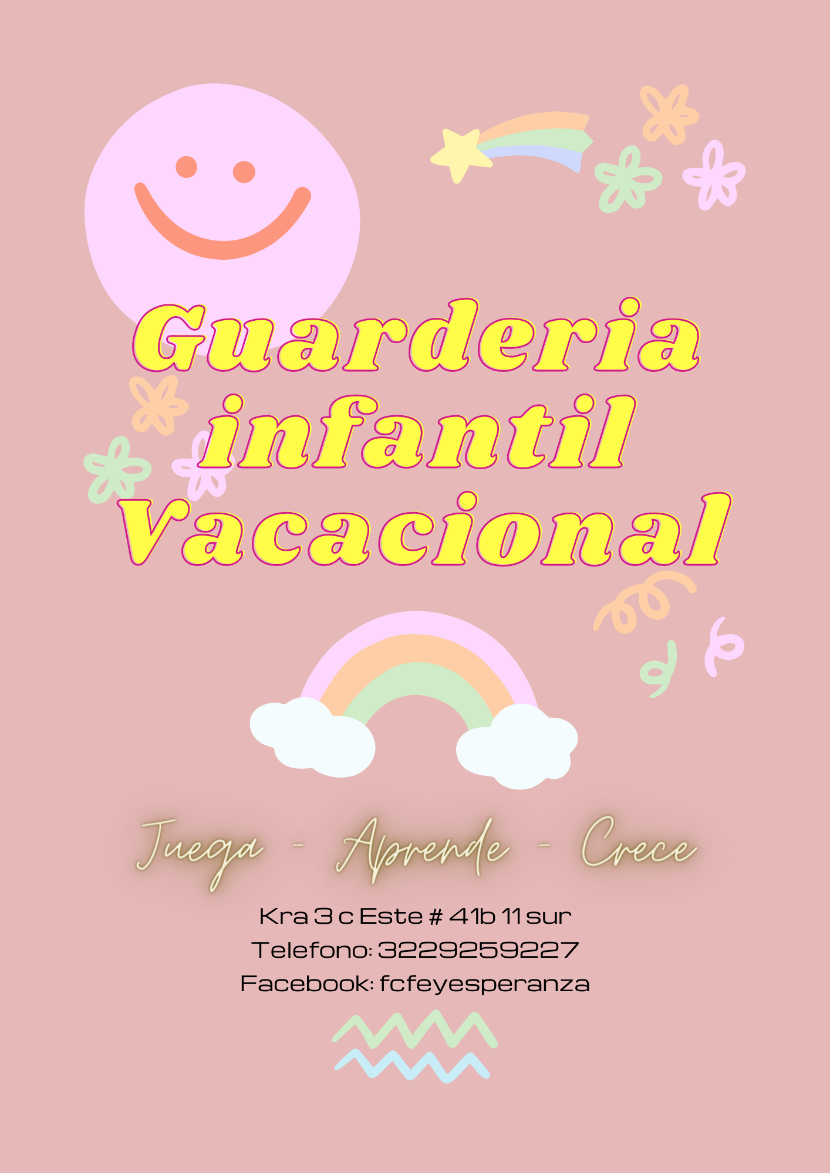 Guarderia
infantil
Vacacional
Juega - Aprende - Crece
Kra 3 c Este # 41b 11 sur
Telefono: 3229259227
Facebook: fcfeyesperanza